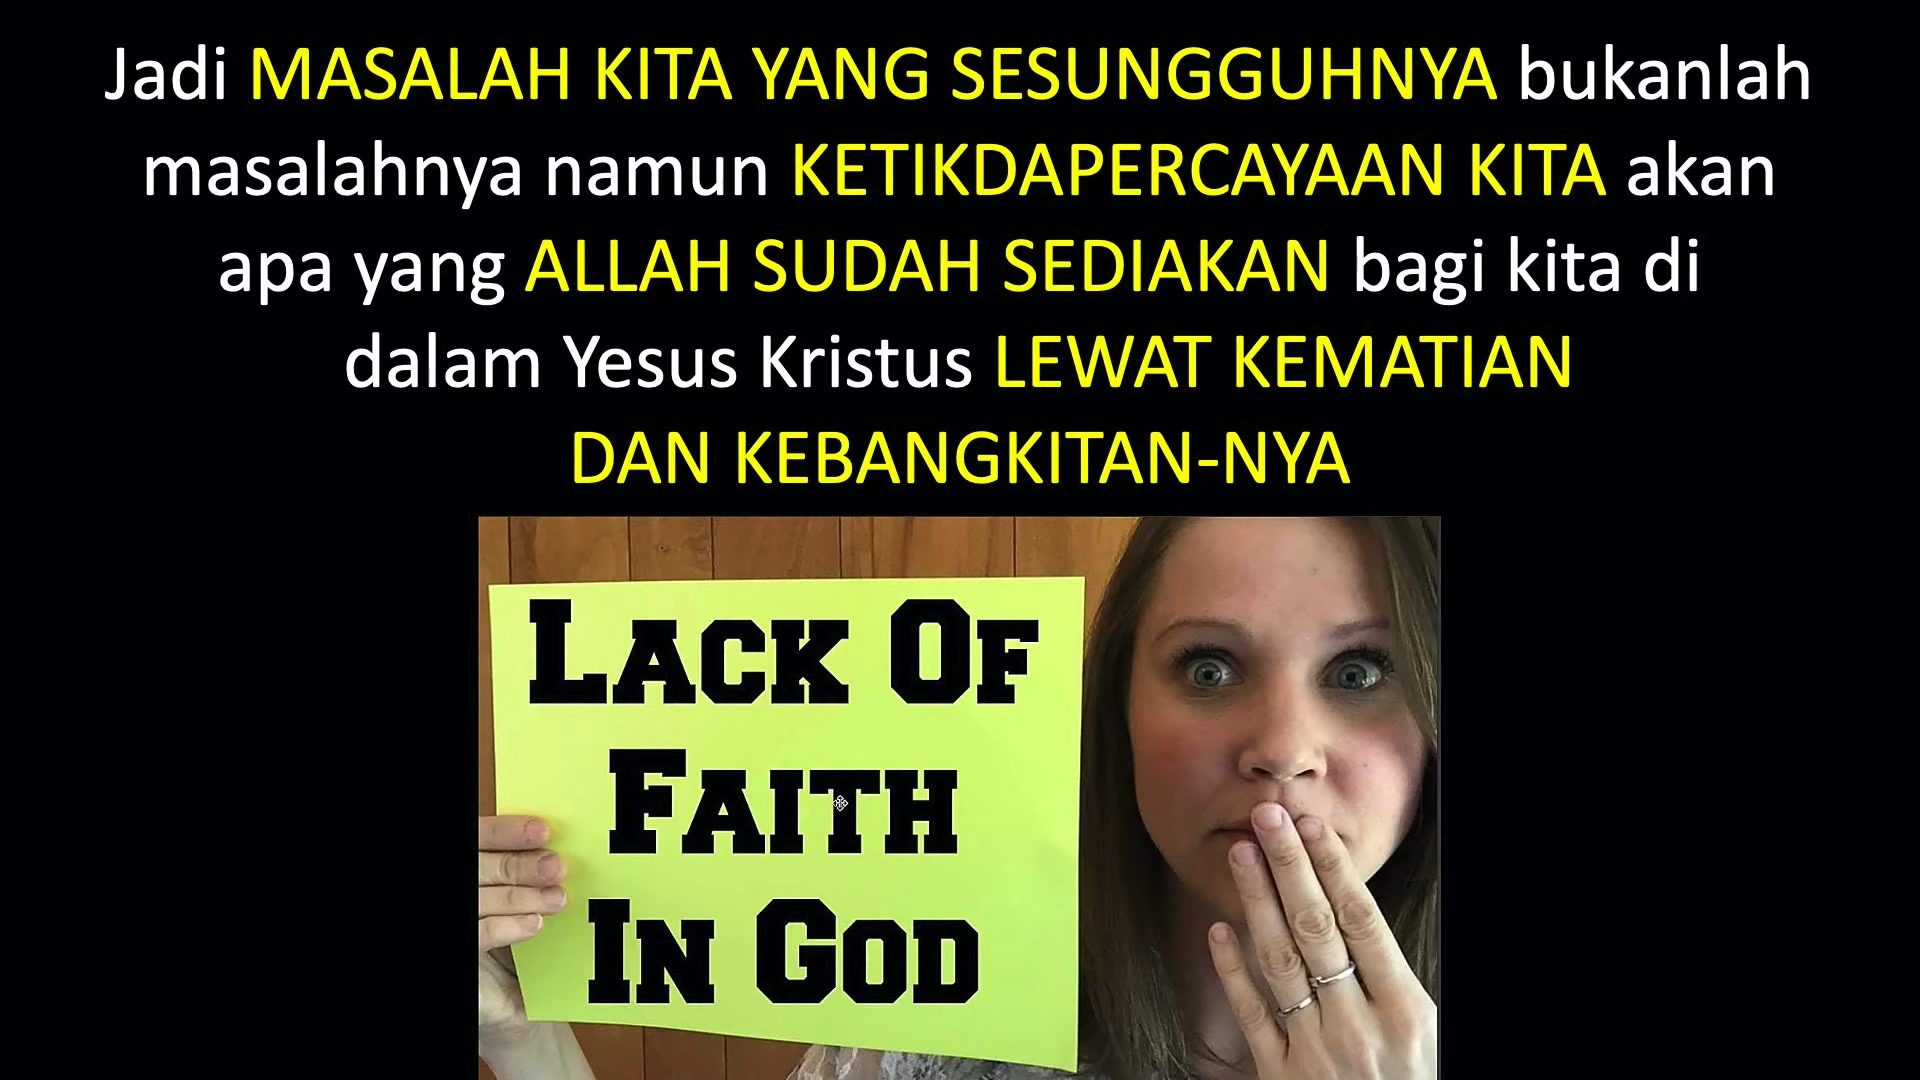 Jadi MASALAH KITA YANG SESUNGGUHNYA bukanlah
masalahnya namun KETIKDAPERCAYAAN KITA akan
apa yang ALLAH SUDAH SEDIAKAN bagi kita di
dalam Yesus Kristus LEWAT KEMATIAN
DAN KEBANGKITAN-NYA
LACK OF
FAITH
IN GOD